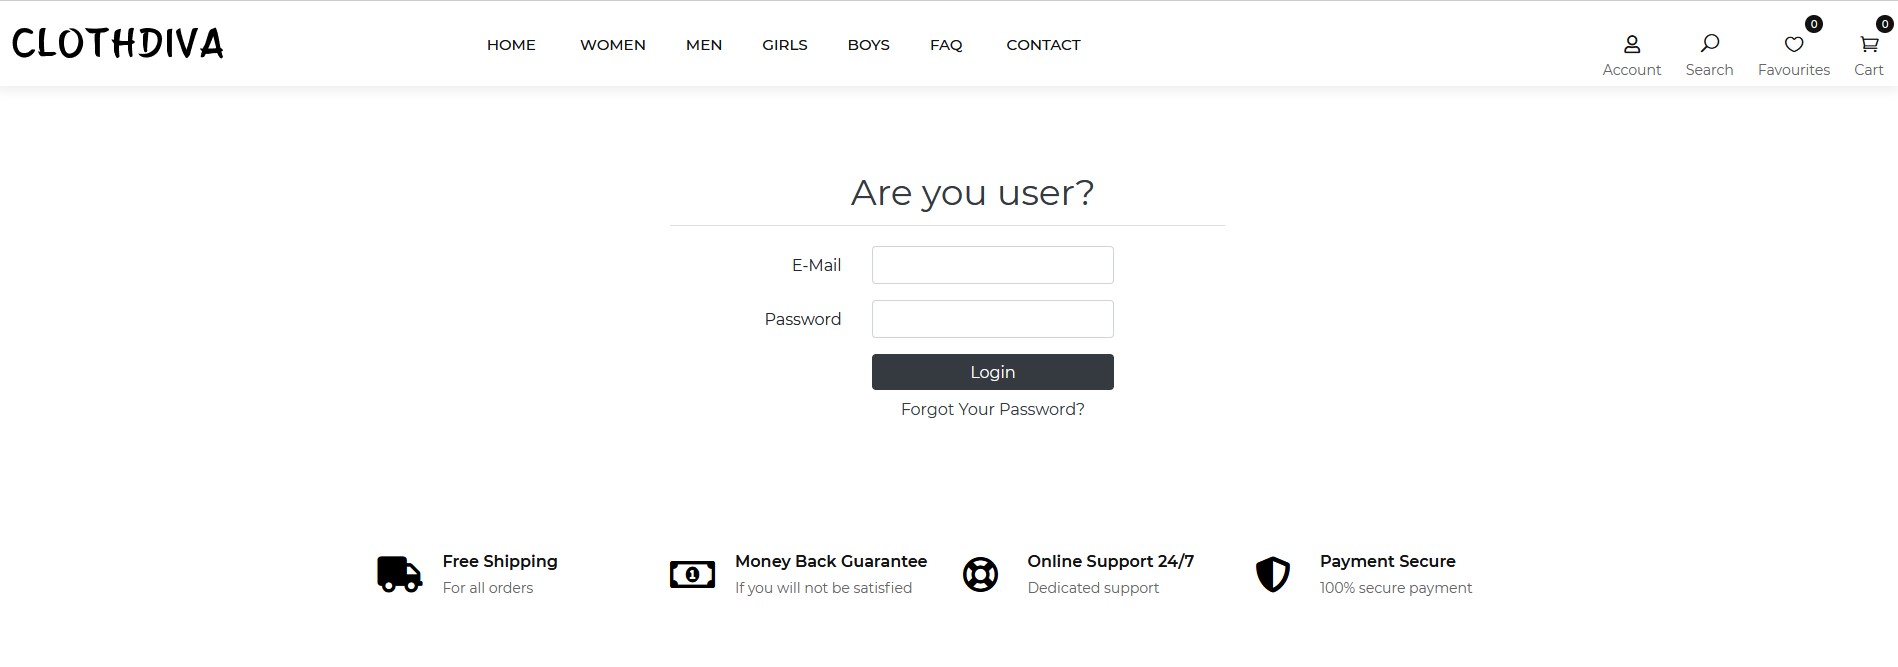 CLOTHDIVA
HOME WOMEN MEN GIRLS BOYS FAQ CONTACT
0 0
Account Search Favourites Cart
Are you user?
E-Mail
Password
Login
Forgot Your Password?
Free Shipping
For all orders
1
Money Back Guarantee
If you will not be satisfied
Online Support 24/7
Dedicated support
Payment Secure
100% secure payment